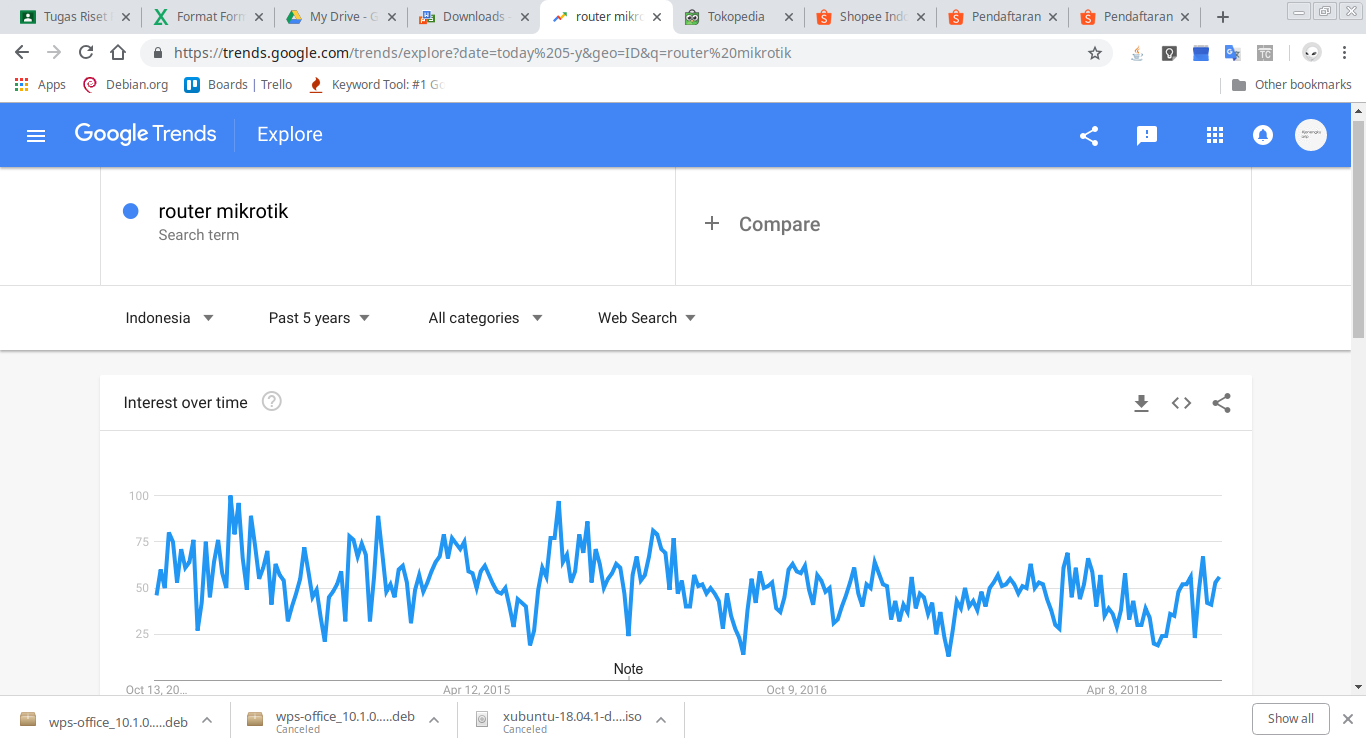 Tugas Riset
Format Form
My Drive - G
Downloads -
router mikro
Tokopedia
Shopee Indo
Pendaftaran
Pendaftaran
https://trends.google.com/trends/explore?date=today%205-y&geo=ID&q=router%20mikrotik
Apps
Debian.org
Boards | Trello
Keyword Tool: #1 Go
Other bookmarks
Google Trends
Explore
router mikrotik
Search term
+ Compare
Indonesia
Past 5 years
All categories
Web Search
Interest over time
100
75
50
25
Note
Oct 13, 20...
Apr 12, 2015
Oct 9, 2016
Apr 8, 2018
wps-office_10.1.0.....deb
wps-office_10.1.0.....deb
Canceled
xubuntu-18.04.1-d....iso
Canceled
Show all